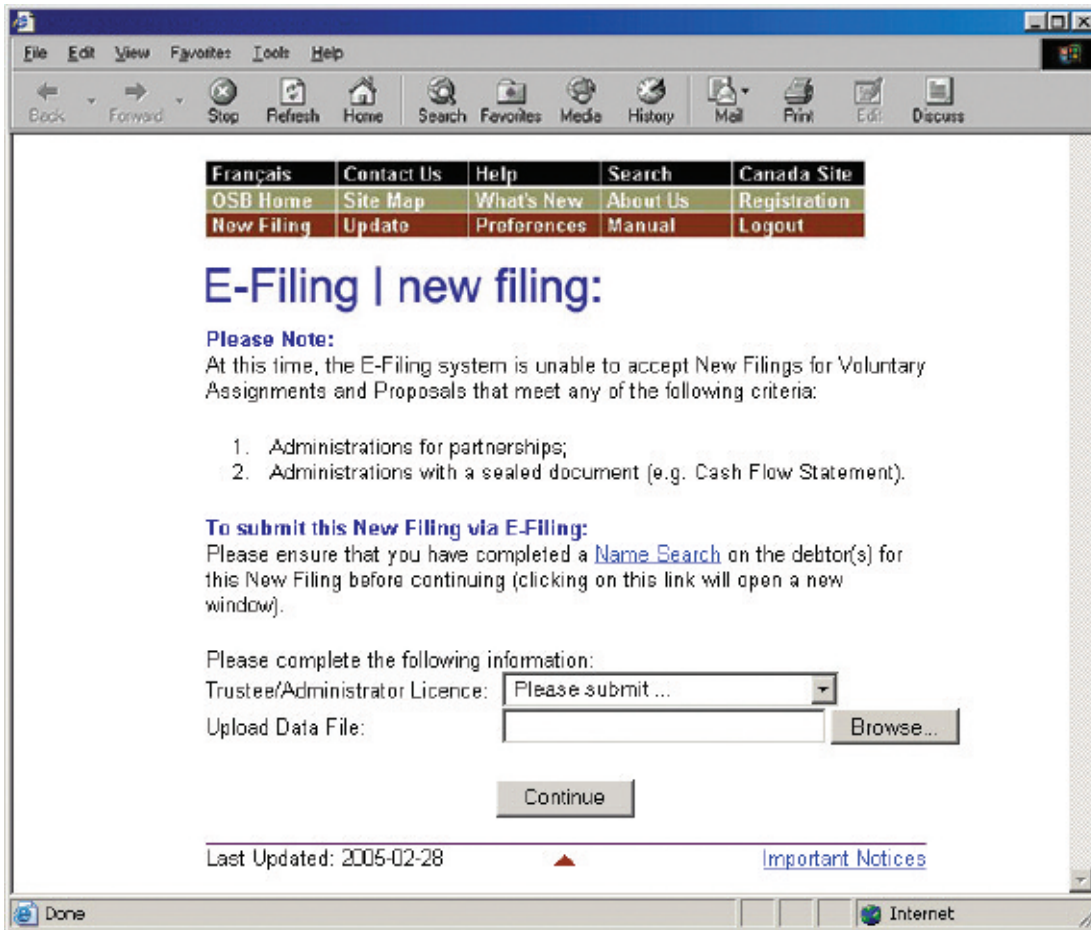 File Edit View Favorites Tools Help
Back Forward Stop Refresh Home Search Favorites Media History Mail Print Edit Discuss
Français Contact Us Help Search Canada Site
OSB Home Site Map What's New About Us Registration
New Filing Update Preferences Manual Logout
E-Filing | new filing:
Please Note:
At this time, the E-Filing system is unable to accept New Filings for Voluntary
Assignments and Proposals that meet any of the following criteria:
1. Administrations for partnerships;
2. Administrations with a sealed document (e.g. Cash Flow Statement).
To submit this New Filing via E-Filing:
Please ensure that you have completed a Name Search on the debtor(s) for
this New Filing before continuing (clicking on this link will open a new
window).
Please complete the following information:
Trustee/Administrator Licence: Please submit ...
Upload Data File: Browse...
Continue
Last Updated: 2005-02-28 Important Notices
Done Internet